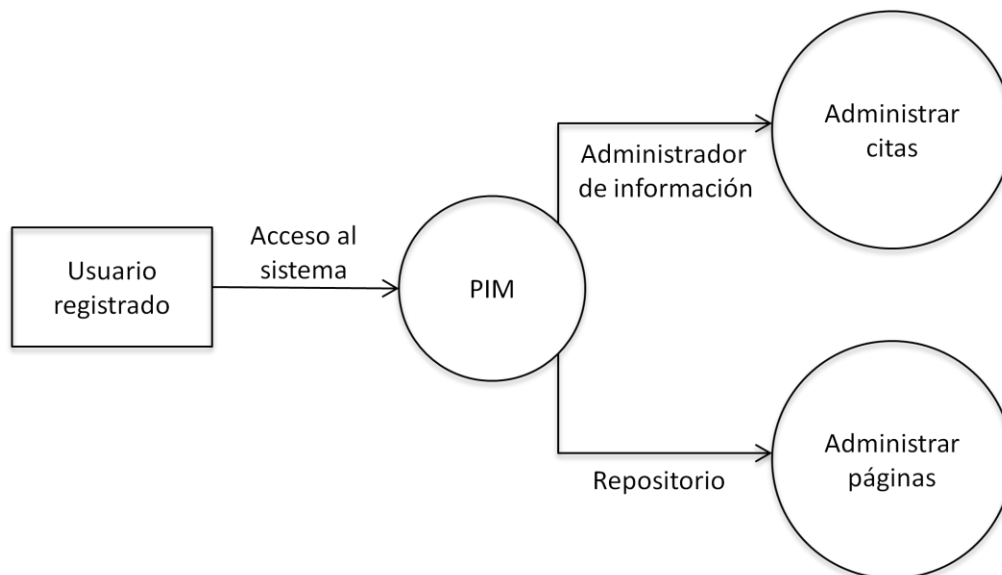 Usuario
registrado
Acceso al
sistema
PIM
Administrador
de información
Administrar
citas
Repositorio
Administrar
páginas